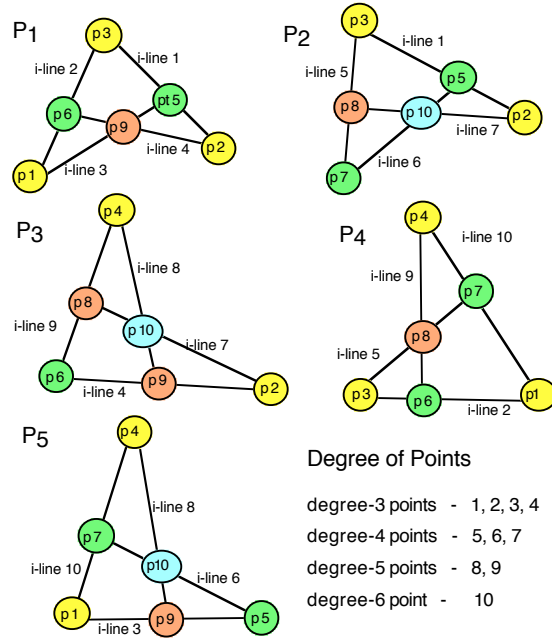 P1
p3
i-line 1
i-line 2
p6
pt5
p9
p2
i-line 4
p1
i-line 3
P2
p3
i-line 1
i-line 5
p5
p8
p10
p2
i-line 7
i-line 6
p7
P3
p4
i-line 8
p8
i-line 9
p10
i-line 7
p6
i-line 4
p9
p2
P4
p4
i-line 10
i-line 9
p7
p8
i-line 5
p3
p6
i-line 2
p1
P5
p4
i-line 8
p7
p10
i-line 10
i-line 6
p1
i-line 3
p9
p5
Degree of Points
degree-3 points - 1, 2, 3, 4
degree-4 points - 5, 6, 7
degree-5 points - 8, 9
degree-6 point - 10